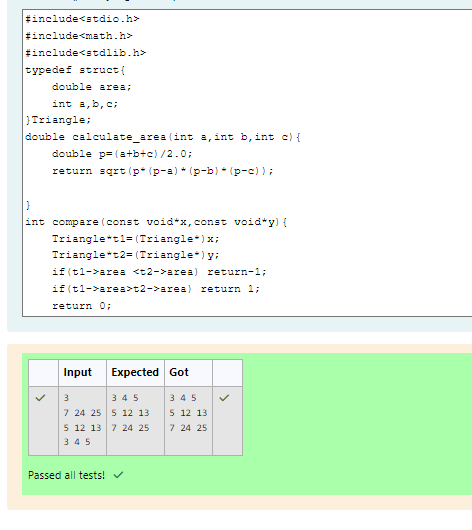 #include<stdio.h>
#include<math.h>
#include<stdlib.h>
typedef struct{
    double area;
    int a,b,c;
}Triangle;
double calculate_area(int a,int b,int c){
    double p=(a+b+c)/2.0;
    return sqrt(p*(p-a)*(p-b)*(p-c));
}
int compare(const void*x,const void*y){
    Triangle*t1=(Triangle*)x;
    Triangle*t2=(Triangle*)y;
    if(t1->area <t2->area) return-1;
    if(t1->area>t2->area) return 1;
    return 0;
Input Expected Got
3 3 4 5 3 4 5
7 24 25 5 12 13 5 12 13
5 12 13 7 24 25 7 24 25
3 4 5
Passed all tests! ✓